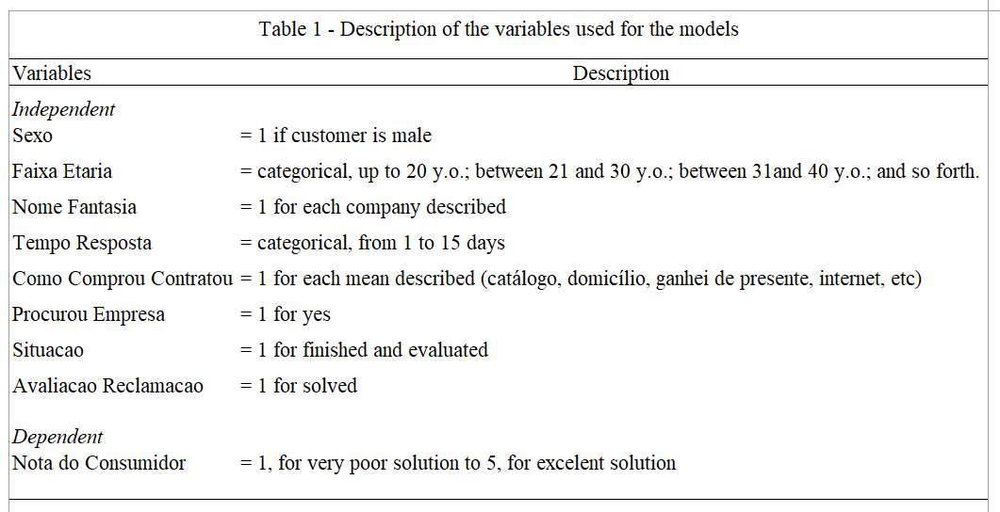 Table 1 - Description of the variables used for the models
Variables Description
Independent
Sexo = 1 if customer is male
Faixa Etaria = categorical, up to 20 y.o.; between 21 and 30 y.o.; between 31and 40 y.o.; and so forth.
Nome Fantasia = 1 for each company described
Tempo Resposta = categorical, from 1 to 15 days
Como Comprou Contratou = 1 for each mean described (catálogo, domicílio, ganhei de presente, internet, etc)
Procurou Empresa = 1 for yes
Situacao = 1 for finished and evaluated
Avaliacao Reclamacao = 1 for solved
Dependent
Nota do Consumidor = 1, for very poor solution to 5, for excelent solution